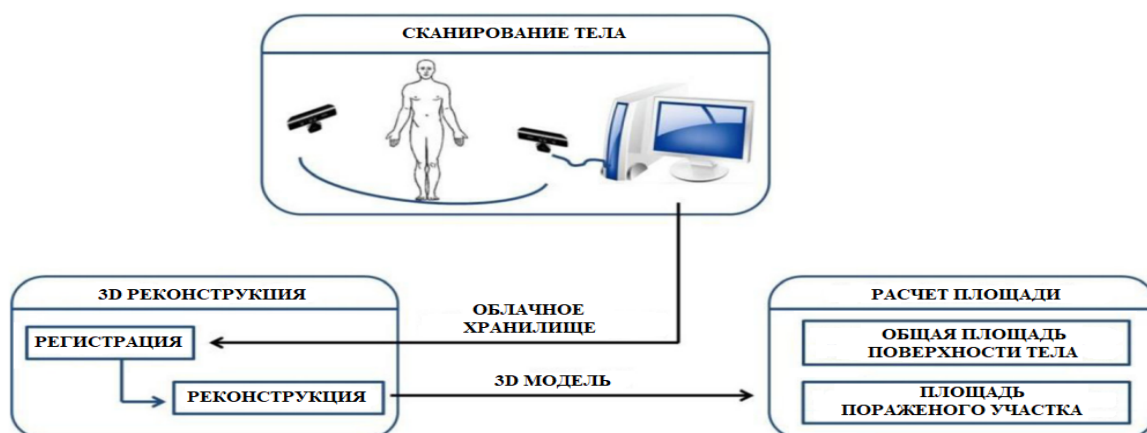 СКАНИРОВАНИЕ ТЕЛА
3D РЕКОНСТРУКЦИЯ
РЕГИСТРАЦИЯ
РЕКОНСТРУКЦИЯ
ОБЛАЧНОЕ
ХРАНИЛИЩЕ
3D МОДЕЛЬ
РАСЧЕТ ПЛОЩАДИ
ОБЩАЯ ПЛОЩАДЬ
ПОВЕРХНОСТИ ТЕЛА
ПЛОЩАДЬ
ПОРАЖЕНОГО УЧАСТКА